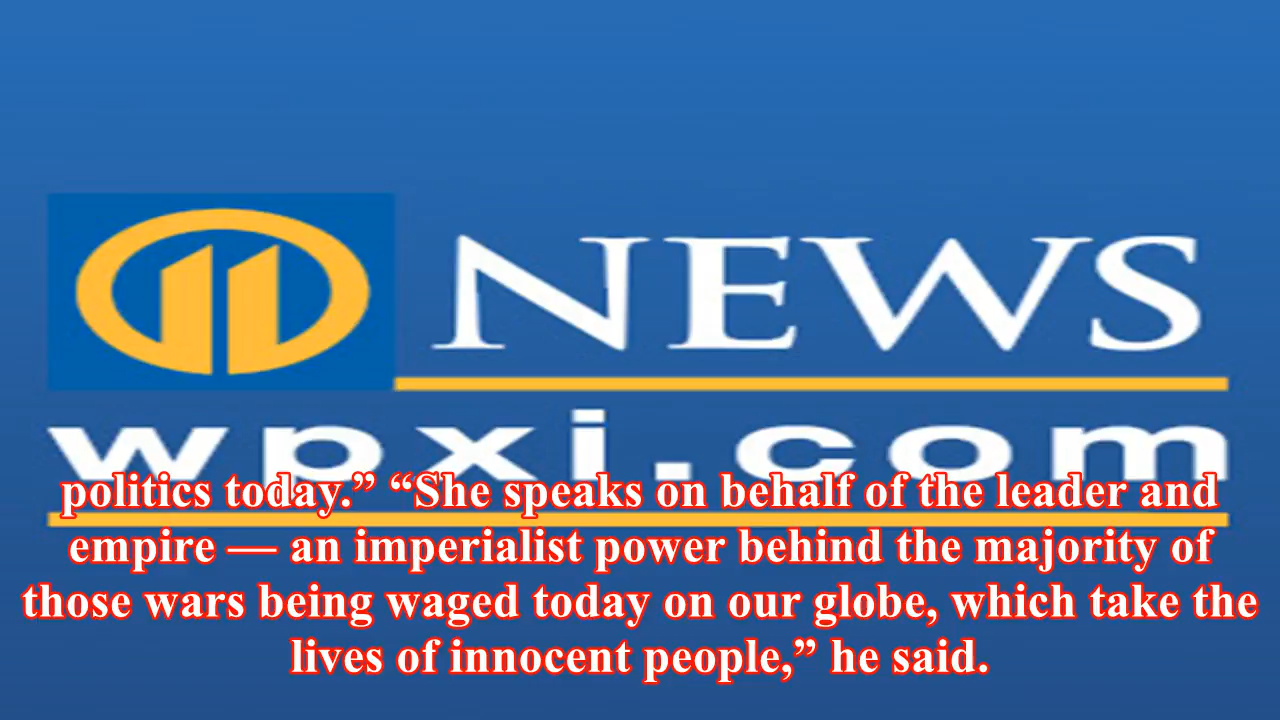 NEWS
wpxi.com
politics today.” “She speaks on behalf of the leader and
empire — an imperialist power behind the majority of
those wars being waged today on our globe, which take the
lives of innocent people,” he said.